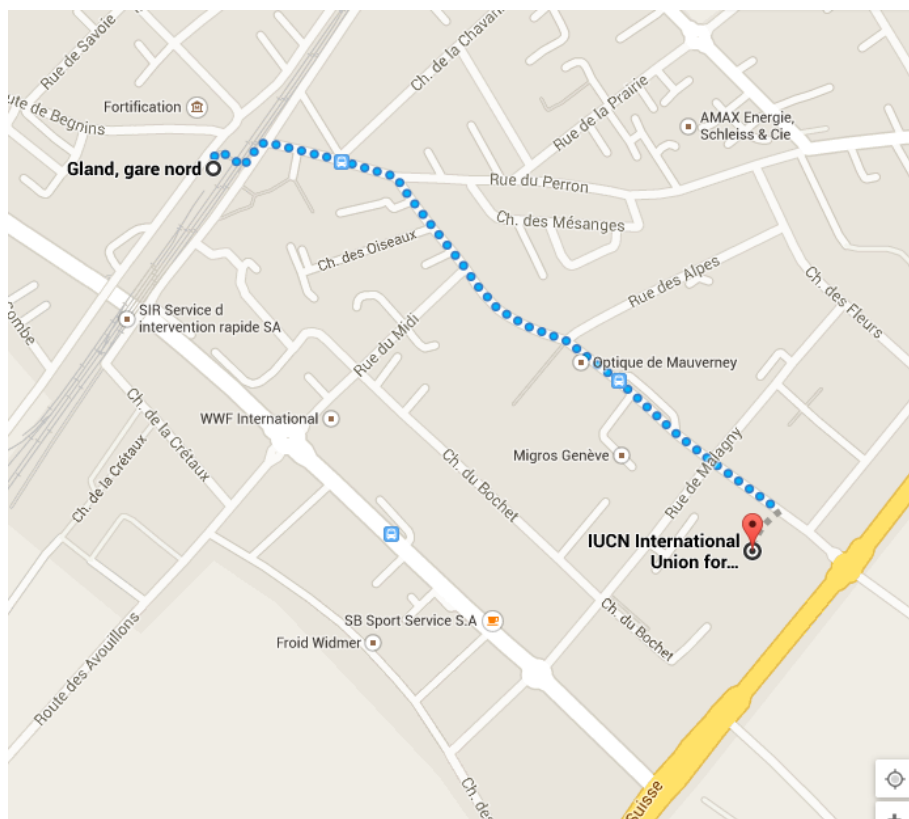 Rue de Savoie
Ch. de la Chavan
Fortification
ute de Begnins
Rue de la Prairie
AMAX Energie,
Schleiss & Cie
Gland, gare nord
Rue du Perron
Ch. des Mésanges
Ch. des Oiseaux
Rue des Alpes
Ch. des Fleurs
SIR Service d
intervention rapide SA
Combe
Rue du Midi
Optique de Mauverney
Ch. de la Crétaux
WWF International
Migros Genève
Rue de Malagny
Ch. de la Crétaux
Ch. du Bochet
IUCN International
Union for...
SB Sport Service S.A
Froid Widmer
Ch. du Bochet
Route des Avouillons
Ch. des
Suisse